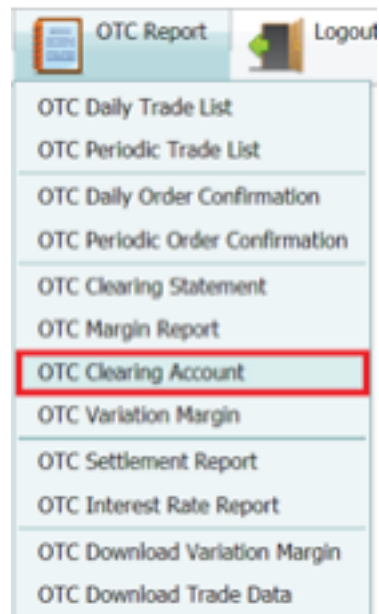 OTC Report
Logout
OTC Daily Trade List
OTC Periodic Trade List
OTC Daily Order Confirmation
OTC Periodic Order Confirmation
OTC Clearing Statement
OTC Margin Report
OTC Clearing Account
OTC Variation Margin
OTC Settlement Report
OTC Interest Rate Report
OTC Download Variation Margin
OTC Download Trade Data